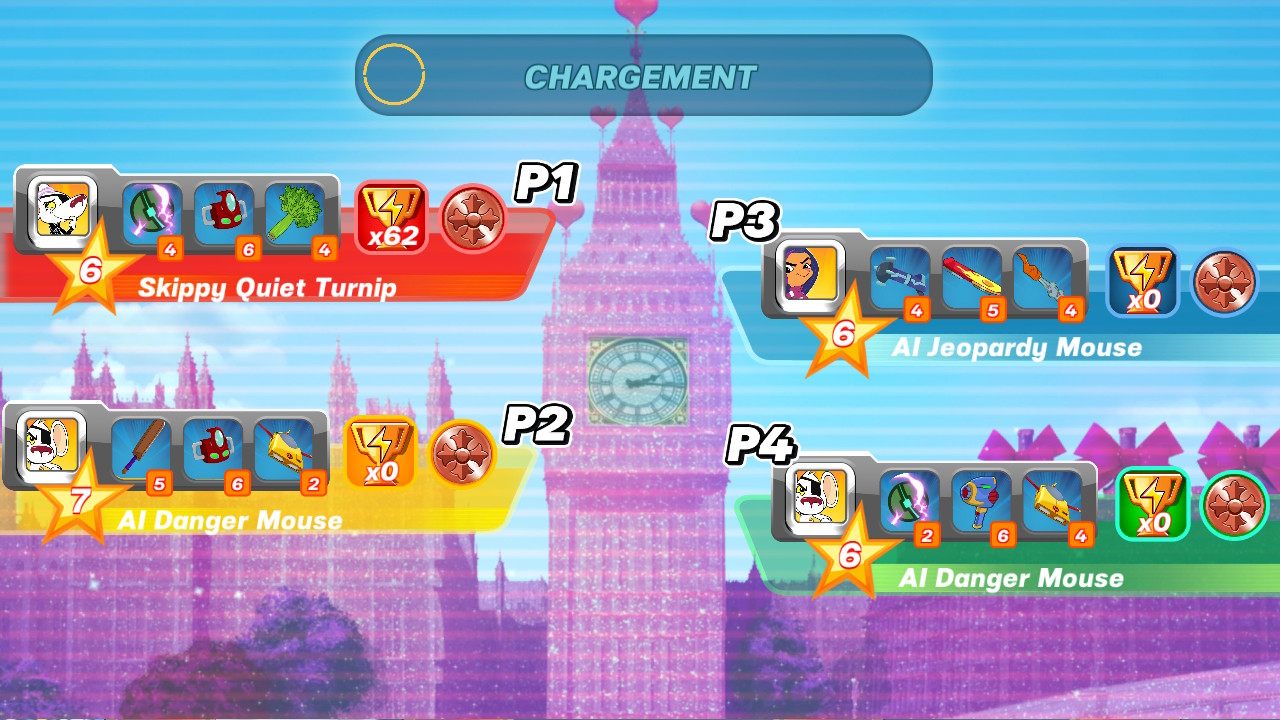 CHARGEMENT
P1
4
6
4
x62
6
Skippy Quiet Turnip
P3
4
5
4
x0
6
AI Jeopardy Mouse
P2
5
6
2
x0
7
AI Danger Mouse
P4
2
6
4
x0
6
AI Danger Mouse